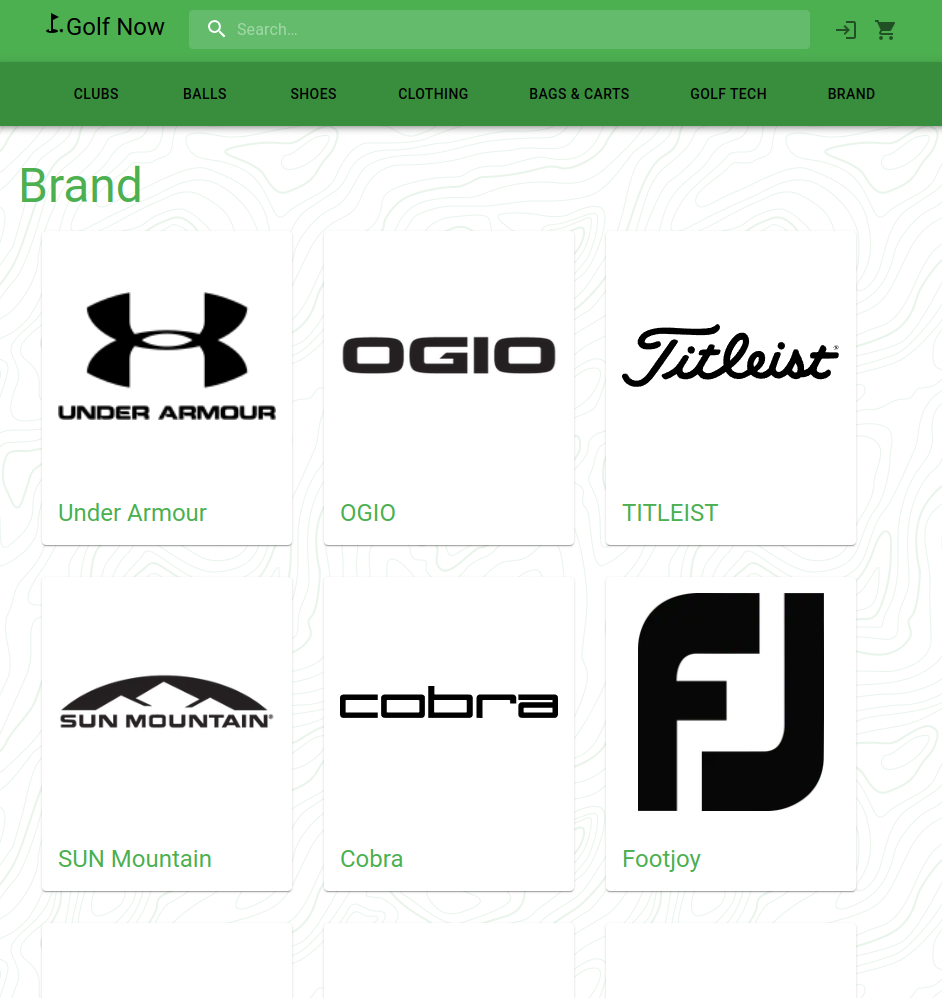 Golf Now
Search...
CLUBS BALLS SHOES CLOTHING BAGS & CARTS GOLF TECH BRAND
Brand
UNDER ARMOUR
OGIO
Titleist®
Under Armour
OGIO
TITLEIST
SUN MOUNTAIN®
cobra
FJ
SUN Mountain
Cobra
Footjoy